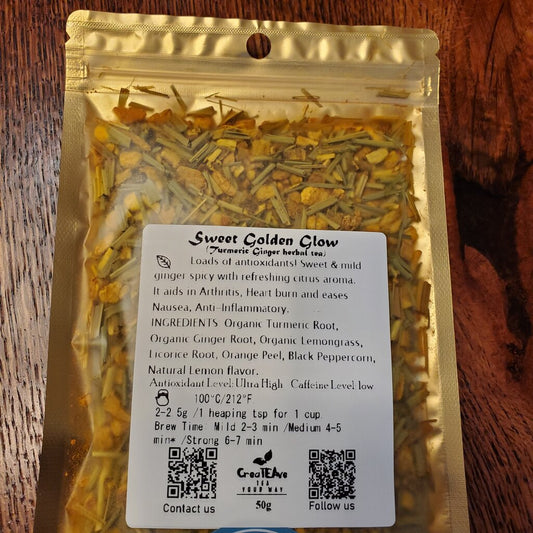 Sweet Golden Glow
(Turmeric Ginger herbal tea)
Loads of antioxidants! Sweet & mild
ginger spicy with refreshing citrus aroma.
It aids in Arthritis, Heart burn and eases
Nausea, Anti-Inflammatory.
INGREDIENTS: Organic Turmeric Root,
Organic Ginger Root, Organic Lemongrass,
Licorice Root, Orange Peel, Black Peppercorn,
Natural Lemon flavor.
Antioxidant Level: Ultra High Caffeine Level: low
100°C/212°F
2-2.5g /1 heaping tsp for 1 cup
Brew Time Mild 2-3 min /Medium 4-5
min* /Strong 6-7 min
CreaTEAve
TEA
YOUR WAY
50g
Contact us
Follow us